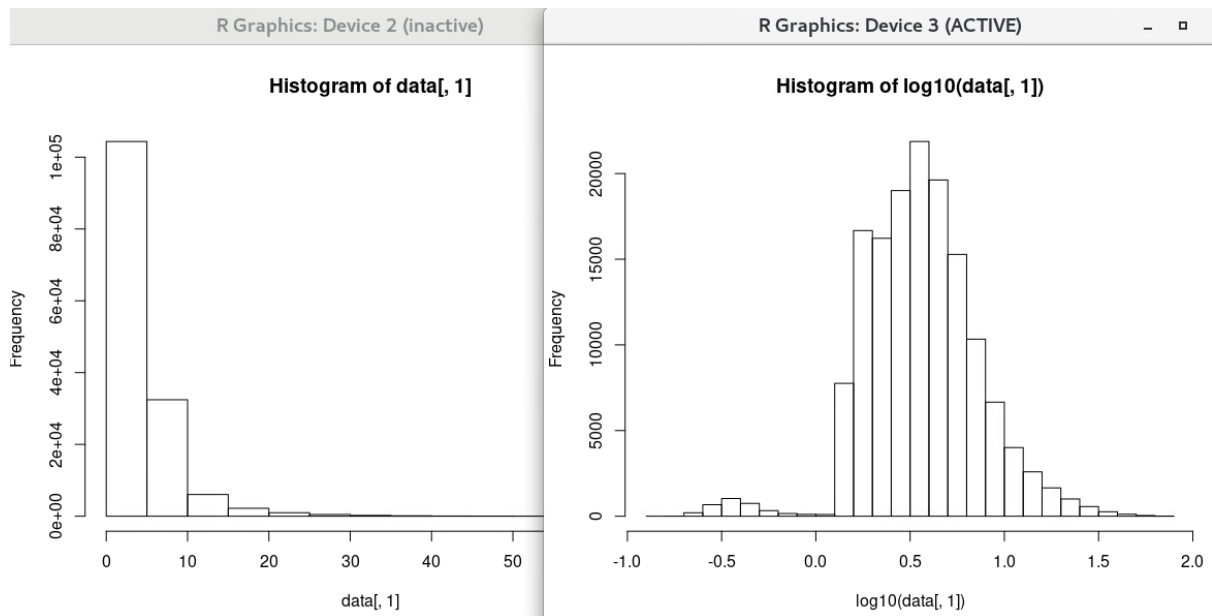 R Graphics: Device 2 (inactive)
Histogram of data[, 1]
Frequency
1e+05
8e+04
6e+04
4e+04
2e+04
0e+00
0 10 20 30 40 50
data[, 1]
R Graphics: Device 3 (ACTIVE)
Histogram of log10(data[, 1])
Frequency
20000
15000
10000
5000
0
-1.0 -0.5 0.0 0.5 1.0 1.5 2.0
log10(data[, 1])